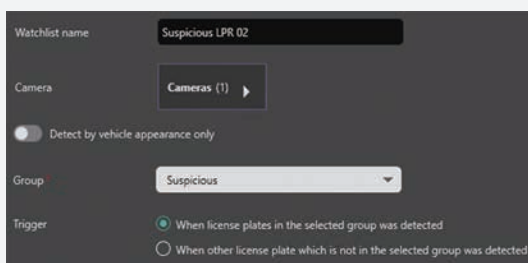 Watchlist name
Suspicious LPR 02
Camera
Cameras (1)
Detect by vehicle appearance only
Group
Suspicious
Trigger
When license plates in the selected group was detected
When other license plate which is not in the selected group was detected